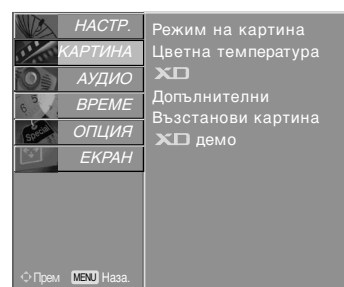 НАСТР.
КАРТИНА
АУДИО
ВРЕМЕ
ОПЦИЯ
ЕКРАН
Режим на картина
Цветна температура
XD
Допълнителни
Възстанови картина
XD демо
Прем MENU Наза.